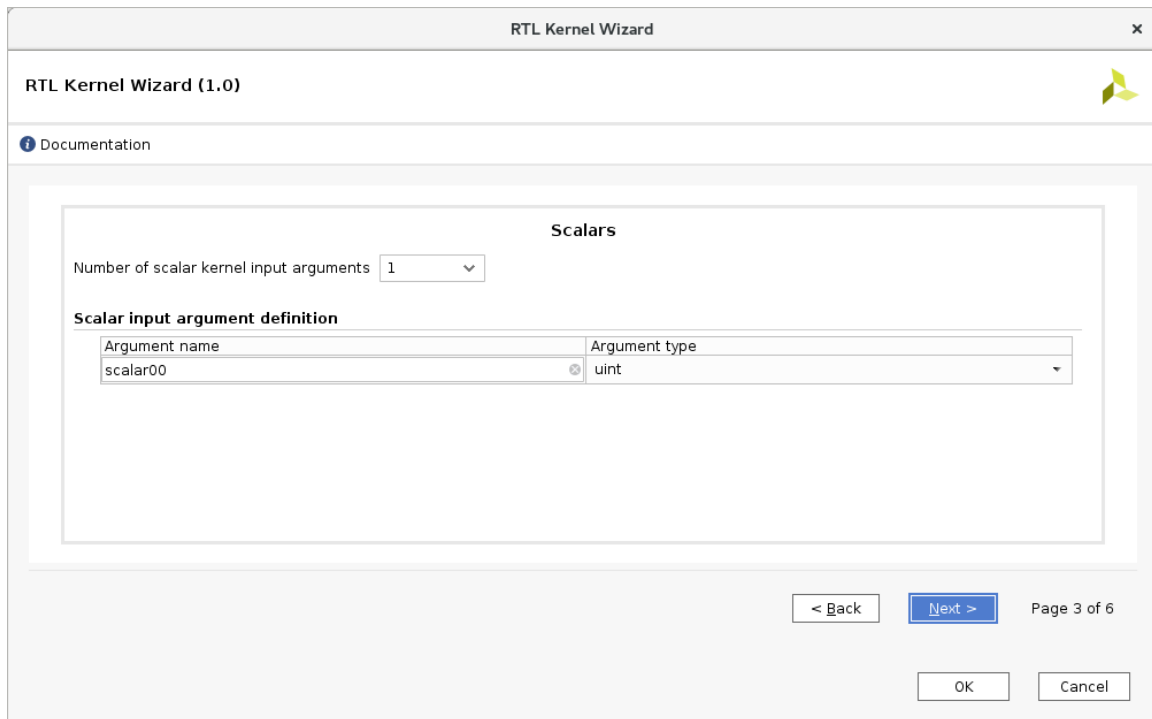 RTL Kernel Wizard
RTL Kernel Wizard (1.0)
Documentation
Scalars
Number of scalar kernel input arguments 1
Scalar input argument definition
Argument name Argument type
scalar00 uint
< Back Next > Page 3 of 6
OK Cancel